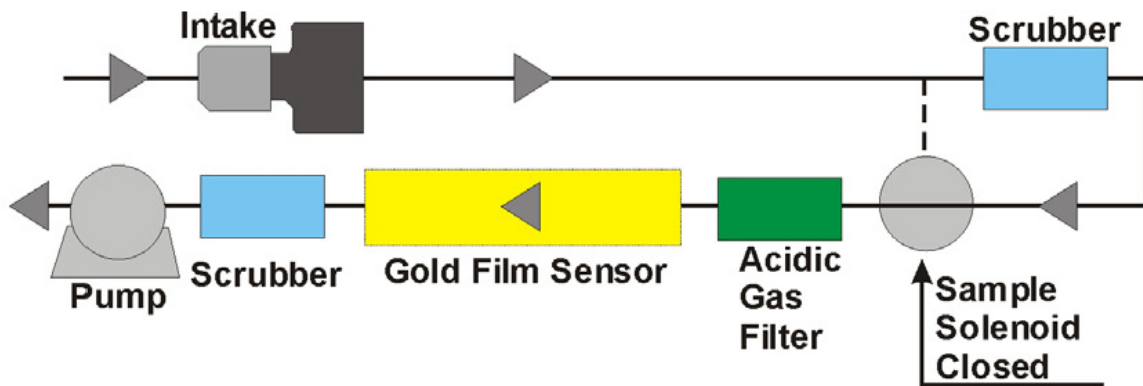 Intake
Scrubber
Pump
Scrubber
Gold Film Sensor
Acidic
Gas
Filter
Sample
Solenoid
Closed